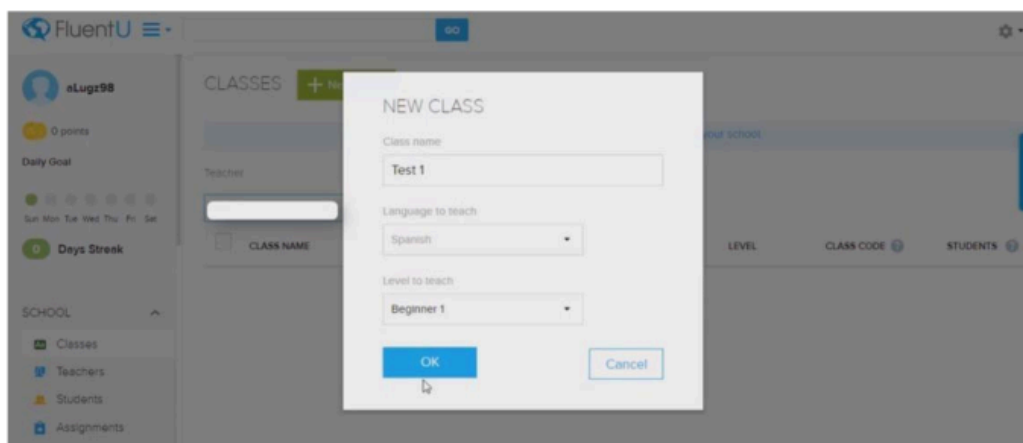 FluentU
GO
aLugz98
0 points
Daily Goal
Sun Mon Tue Wed Thu Fri Sat
0 Days Streak
SCHOOL
Classes
Teachers
Students
Assignments
CLASSES
+
your school
Teacher
CLASS NAME
LEVEL
CLASS CODE
STUDENTS
NEW CLASS
Class name
Test 1
Language to teach
Spanish
Level to teach
Beginner 1
OK
Cancel